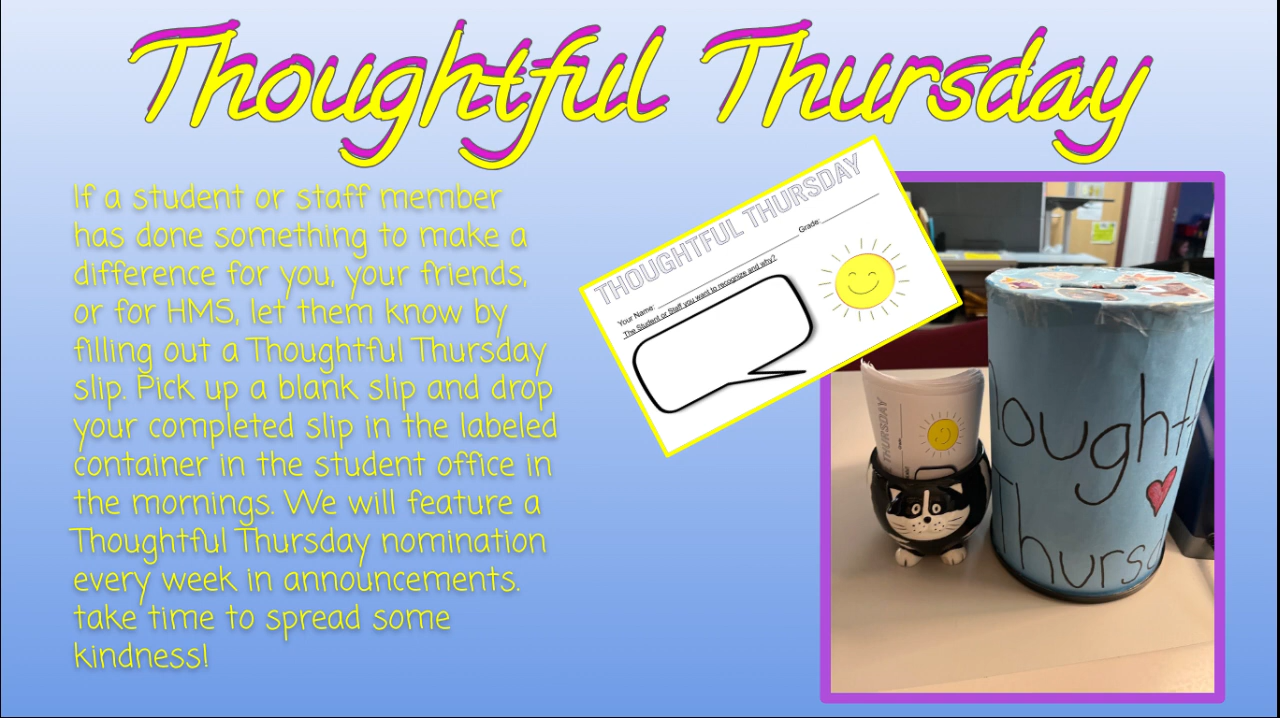 Thoughtful Thursday
If a student or staff member
has done something to make a
difference for you, your friends,
or for HMS, let them know by
filling out a Thoughtful Thursday
slip. Pick up a blank slip and drop
your completed slip in the labeled
container in the student office in
the mornings. We will feature a
Thoughtful Thursday nomination
every week in announcements.
take time to spread some
kindness!
THOUGHTFUL THURSDAY
Your Name: Grade:
The Student or Staff you want to recognize and why?
THURSDAY
Thoughtf
Thursd